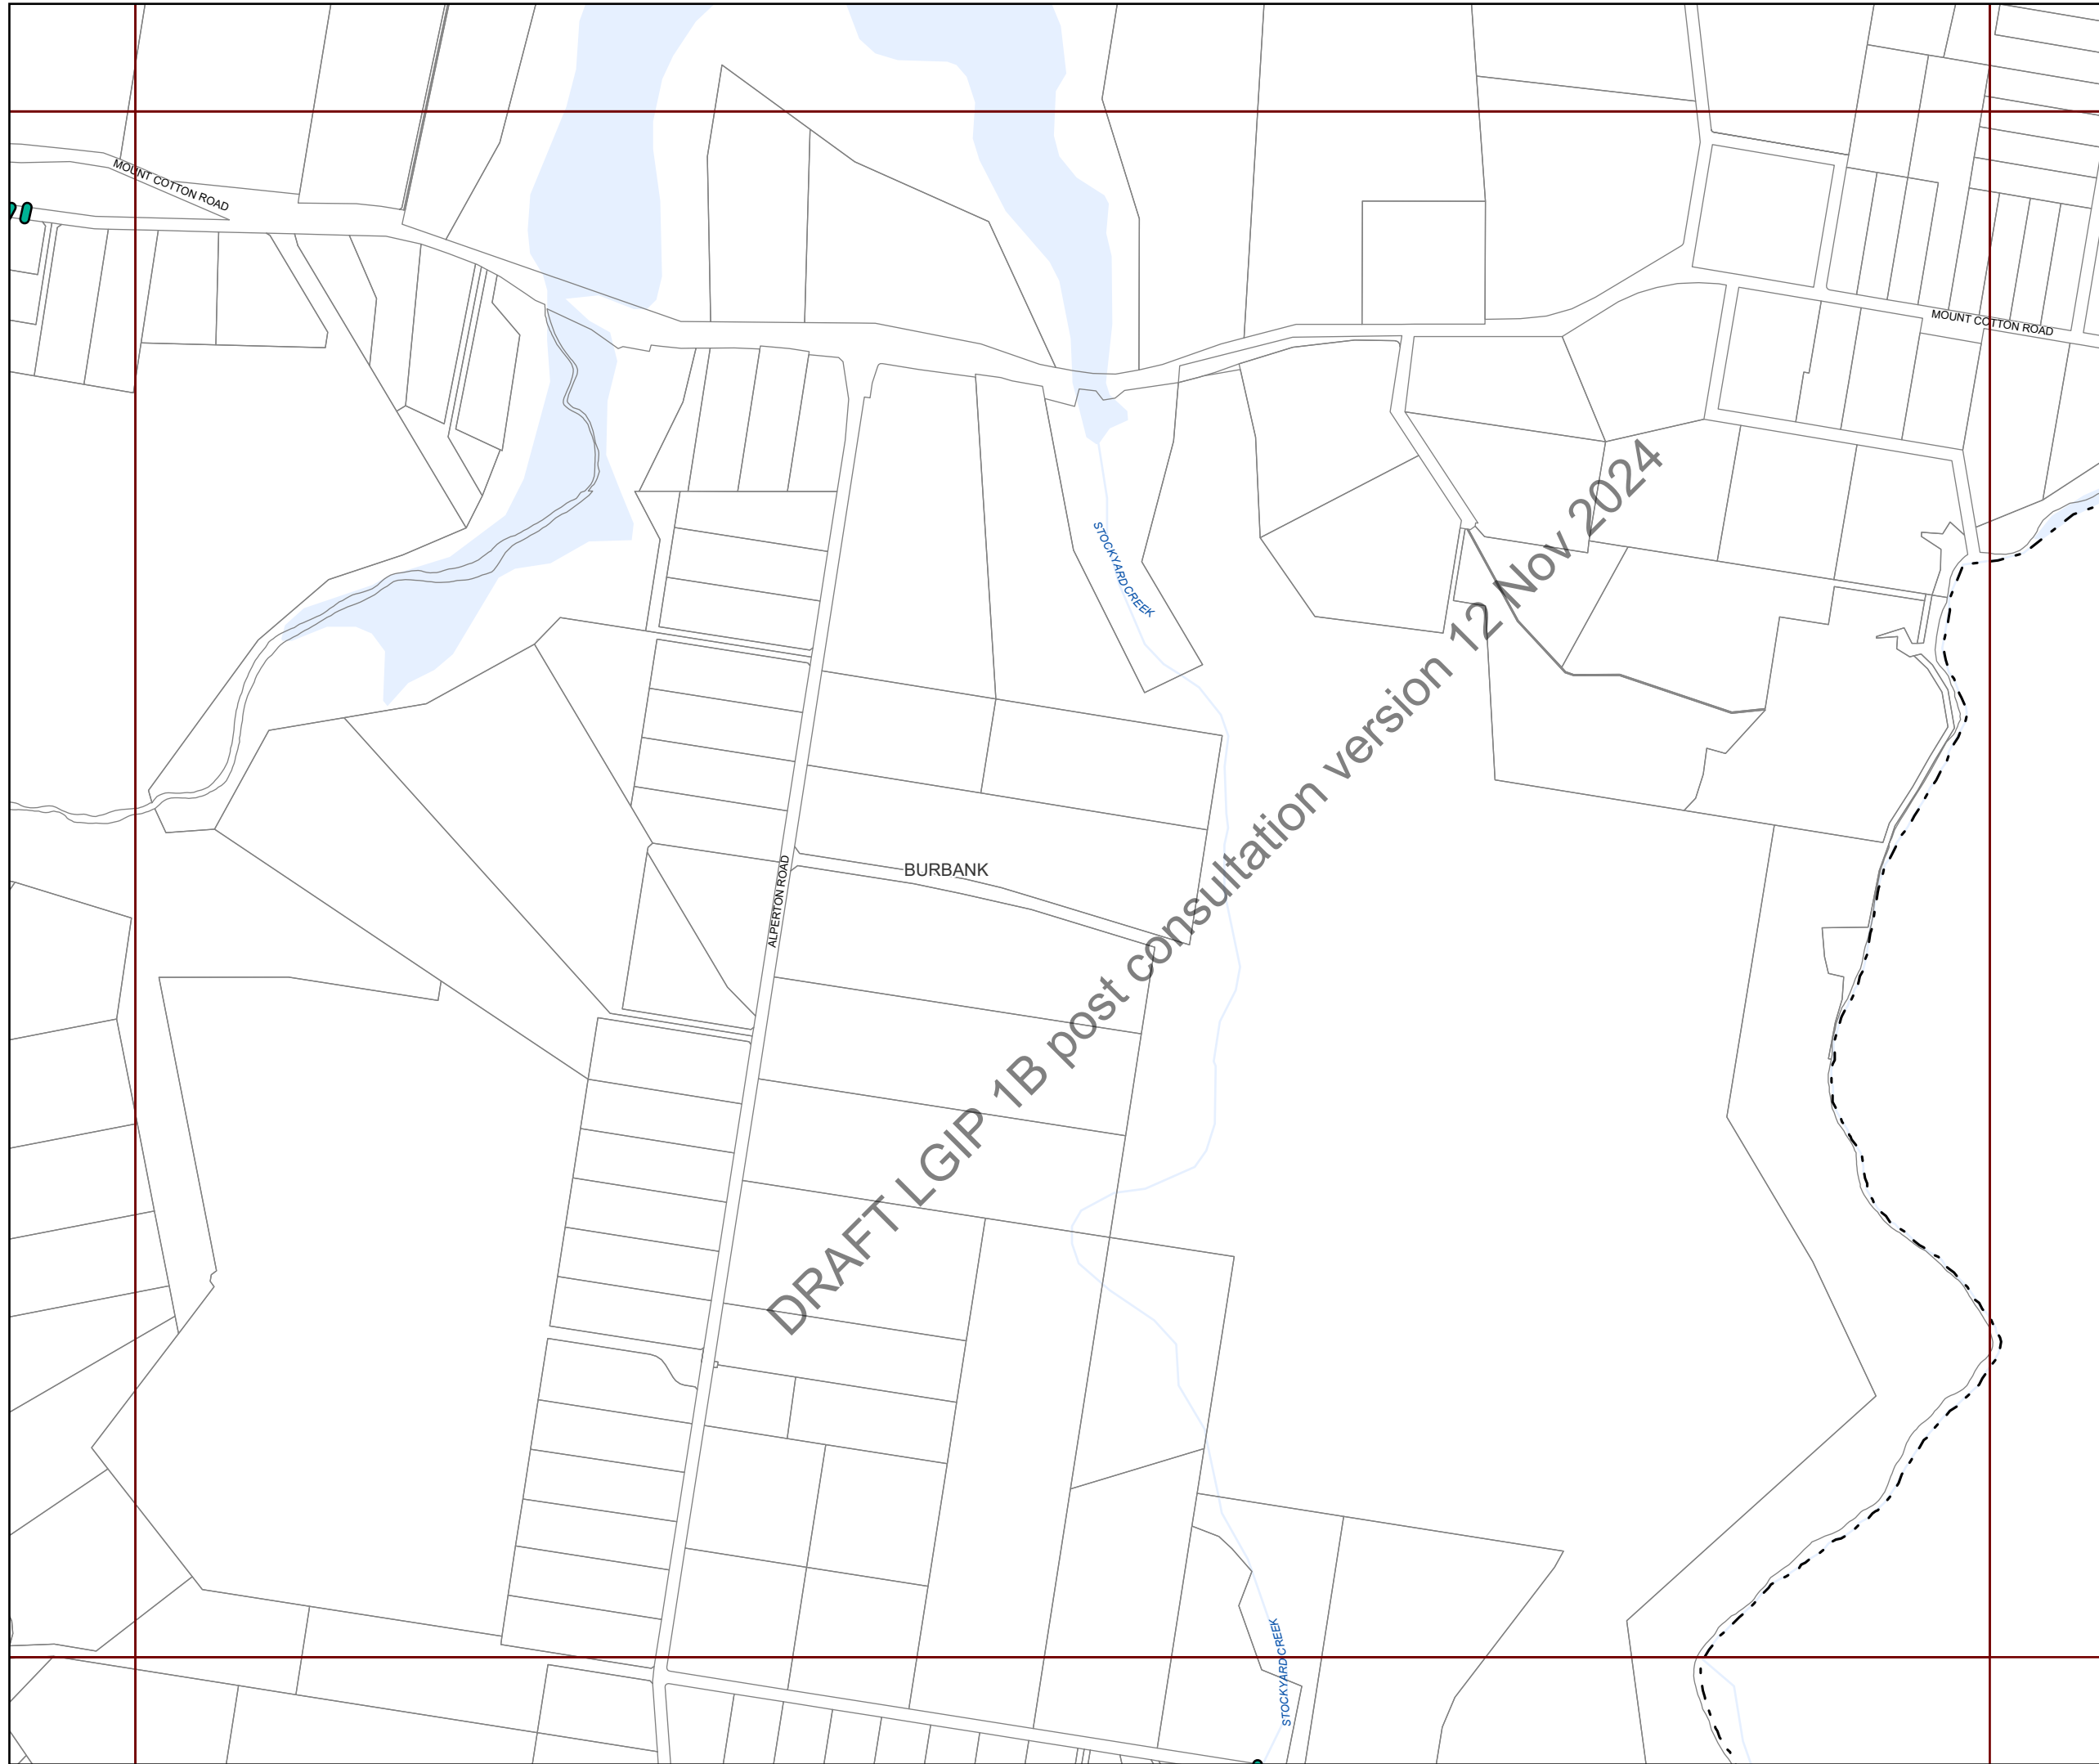 MOUNT COTTON ROAD
MOUNT COTTON ROAD
STOCKYARD CREEK
DRAFT LGIP 1B post consultation version 12 Nov 2024
BURBANK
ALPERTON ROAD
STOCKYARD CREEK